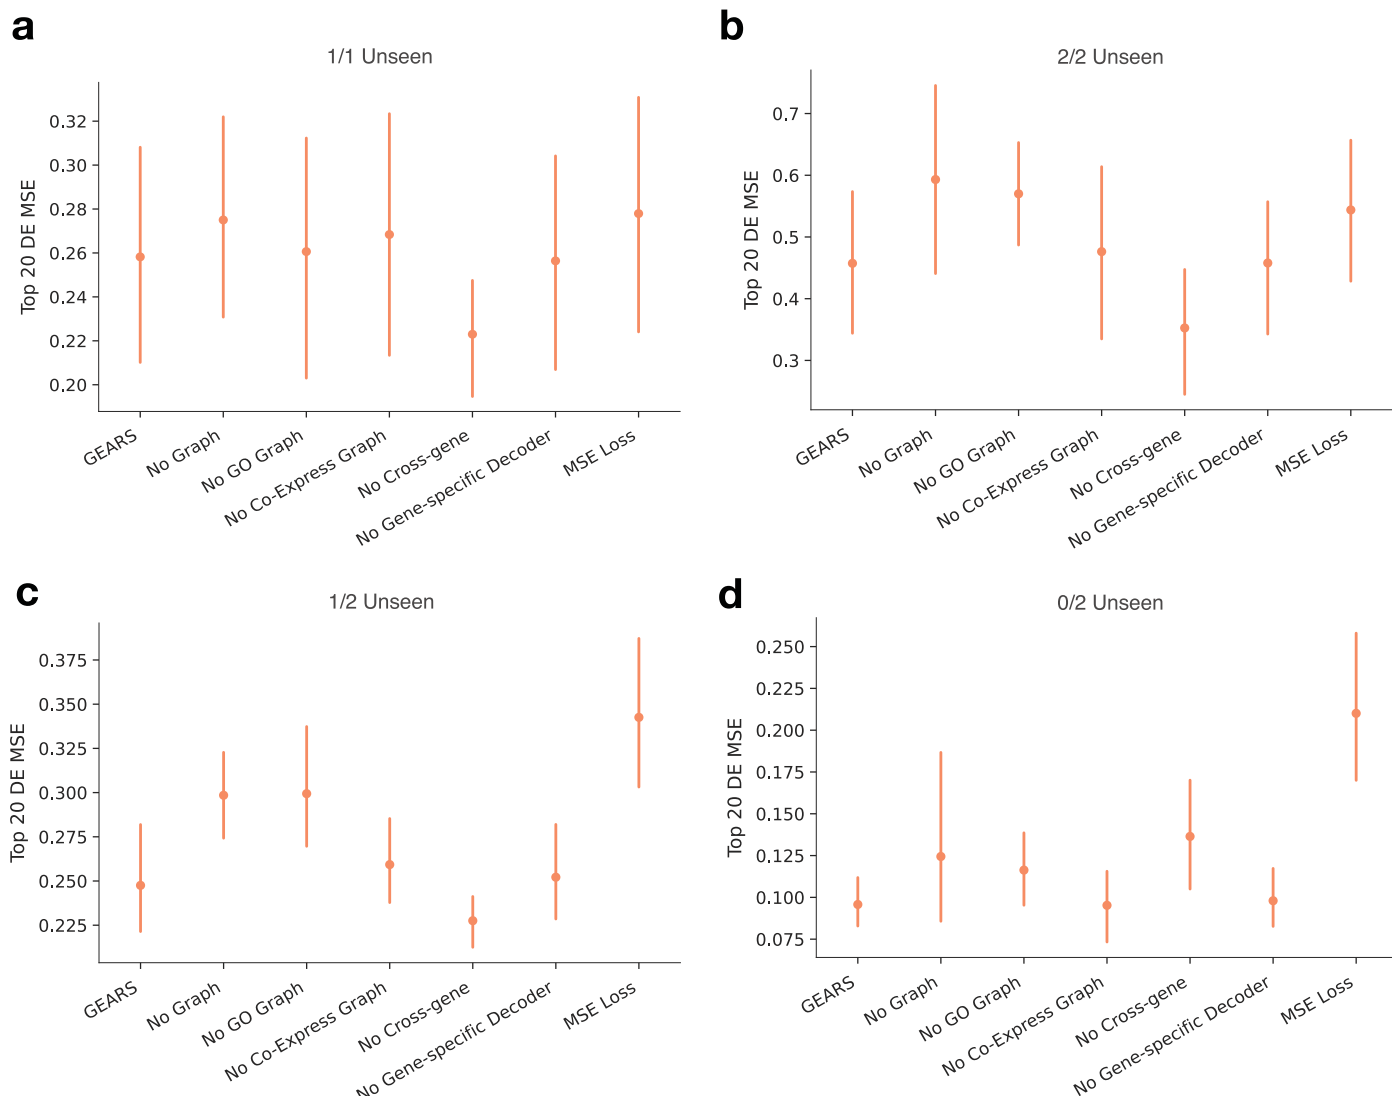 a
1/1 Unseen
Top 20 DE MSE
0.32
0.30
0.28
0.26
0.24
0.22
0.20
GEARS
No Graph
No GO Graph
No Co-Express Graph
No Cross-gene
No Gene-specific Decoder
MSE Loss
b
2/2 Unseen
Top 20 DE MSE
0.7
0.6
0.5
0.4
0.3
GEARS
No Graph
No GO Graph
No Co-Express Graph
No Cross-gene
No Gene-specific Decoder
MSE Loss
c
1/2 Unseen
Top 20 DE MSE
0.375
0.350
0.325
0.300
0.275
0.250
0.225
GEARS
No Graph
No GO Graph
No Co-Express Graph
No Cross-gene
No Gene-specific Decoder
MSE Loss
d
0/2 Unseen
Top 20 DE MSE
0.250
0.225
0.200
0.175
0.150
0.125
0.100
0.075
GEARS
No Graph
No GO Graph
No Co-Express Graph
No Cross-gene
No Gene-specific Decoder
MSE Loss